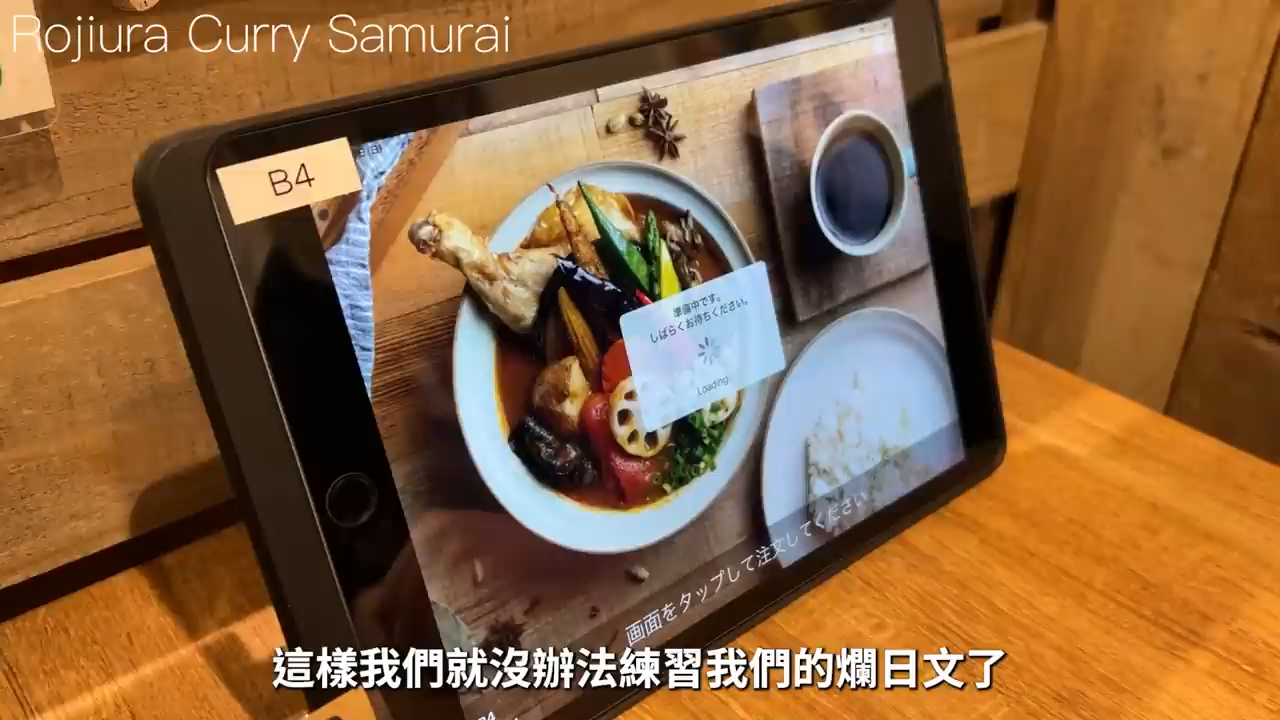 Rojiura Curry Samurai
B4
準備中です。
しばらくお待ちください。
Loading
画面をタップして注文してください
這樣我們就沒辦法練習我們的爛日文了